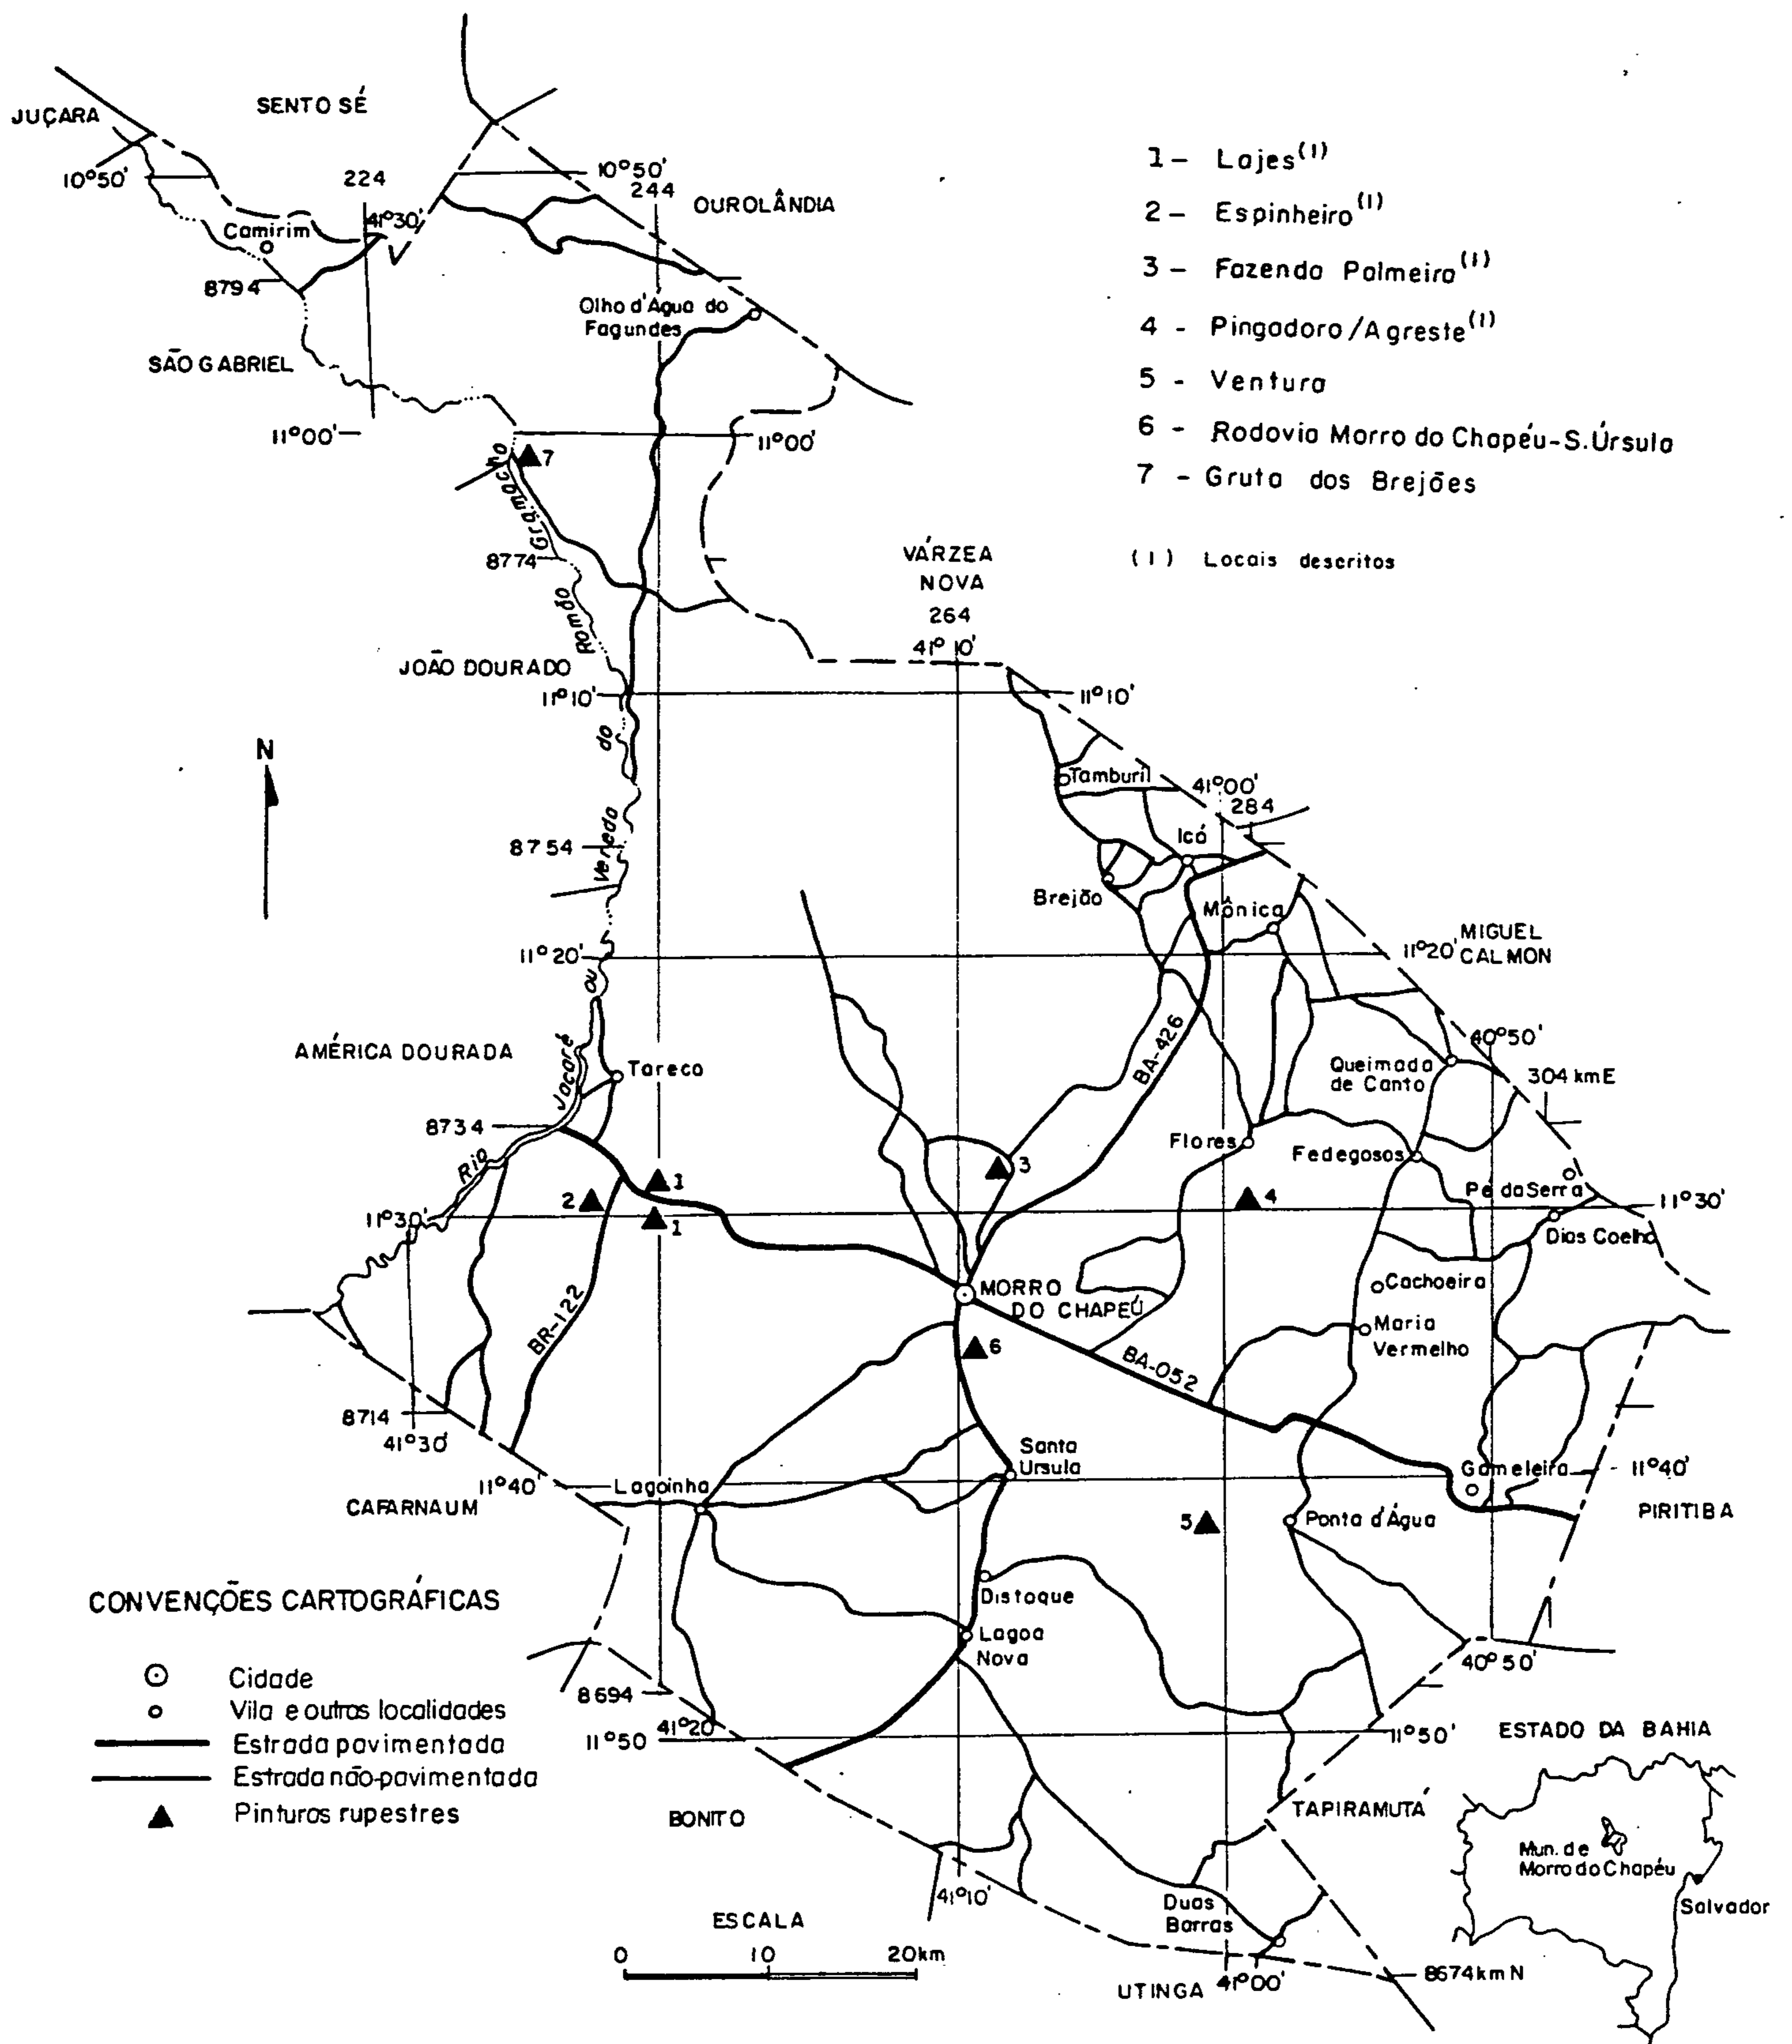 JUÇARA
SENTO SÉ
10°50'
224
41°30'
10°50'
244
OUROLÂNDIA
Camirim
8794
Olho d'Água do
Fagundes
SÃO GABRIEL
11°00'
11°00'
7
1 - Lajes(1)
2 - Espinheiro(1)
3 - Fazenda Palmeira(1)
4 - Pingadoro/Agreste(1)
5 - Ventura
6 - Rodovia Morro do Chapéu-S. Úrsula
7 - Gruta dos Brejões
(1) Locais descritos
8774
VÁRZEA
NOVA
264
41°10'
JOÃO DOURADO
11°10'
11°10'
N
Rio Jacaré ou Vereda do Romão Gramacho
Tamburil
41°00'
284
8754
Icó
Brejão
Mônica
11°20'
11°20'
MIGUEL
CALMON
AMÉRICA DOURADA
Tareco
BA-426
40°50'
Queimada
de Canto
304 kmE
8734
Flores
Fedegosos
1
2
1
3
4
Pé da Serra
11°30'
11°30'
Dias Coelho
MORRO
DO CHAPÉU
Cachoeira
Maria
Vermelho
BR-122
6
BA-052
8714
41°30'
Santa
Ursula
Gameleira
11°40'
11°40'
Lagoinha
CAFARNAUM
5
Ponta d'Água
PIRITIBA
Distoque
Lagoa
Nova
40°50'
8694
41°20'
11°50
11°50'
CONVENÇÕES CARTOGRÁFICAS
Cidade
Vila e outras localidades
Estrada pavimentada
Estrada não-pavimentada
Pinturas rupestres
BONITO
TAPIRAMUTÁ
ESTADO DA BAHIA
Mun. de
Morro do Chapéu
Salvador
41°10'
Duas
Barras
ESCALA
0 10 20km
UTINGA
41°00'
8674kmN